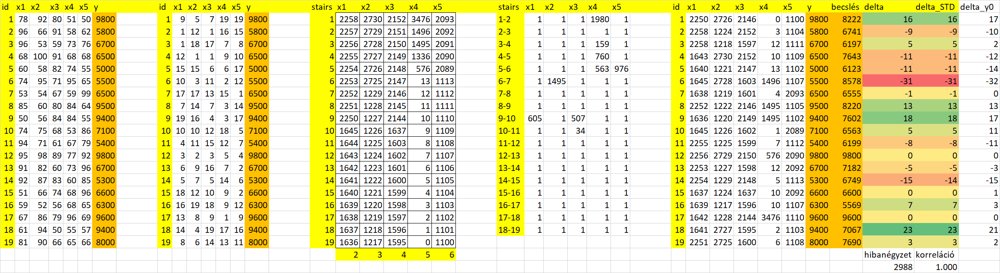 id x1 x2 x3 x4 x5 y id x1 x2 x3 x4 x5 y stairs x1 x2 x3 x4 x5 stairs x1 x2 x3 x4 x5 id x1 x2 x3 x4 x5 y becslés delta delta_STD delta_y0
1 78 92 80 51 50 9800 1 9 5 7 19 19 9800 1 2258 2730 2152 3476 2093 1-2 1 1 1 1980 1 1 2250 2726 2146 0 1100 9800 8222 16 16 17
2 96 66 91 58 62 5800 2 1 12 1 16 15 5800 2 2257 2729 2151 1496 2092 2-3 1 1 1 1 1 2 2258 1224 2152 3 1104 5800 6741 -9 -9 -10
3 96 53 59 73 76 6700 3 1 18 17 7 8 6700 3 2256 2728 2150 1495 2091 3-4 1 1 1 159 1 3 2258 1218 1597 12 1111 6700 6197 5 5 2
4 68 100 91 68 68 6500 4 12 1 1 9 10 6500 4 2255 2727 2149 1336 2090 4-5 1 1 1 760 1 4 1643 2730 2152 10 1109 6500 7643 -11 -11 -12
5 60 58 82 74 55 5000 5 15 15 6 6 17 5000 5 2254 2726 2148 576 2089 5-6 1 1 1 563 976 5 1640 1221 2147 13 1102 5000 6123 -11 -11 -14
6 74 95 71 95 65 5500 6 10 3 11 2 12 5500 6 2253 2725 2147 13 1113 6-7 1 1495 1 1 1 6 1645 2728 1603 1496 1107 5500 8578 -31 -31 -32
7 53 54 67 59 99 6500 7 17 17 13 15 1 6500 7 2252 1229 2146 12 1112 7-8 1 1 1 1 1 7 1638 1219 1601 4 2093 6500 6555 -1 -1 0
8 85 60 80 84 64 9500 8 7 14 7 3 14 9500 8 2251 1228 2145 11 1111 8-9 1 1 1 1 1 8 2252 1222 2146 1495 1105 9500 8220 13 13 13
9 50 56 84 84 55 9400 9 19 16 4 3 17 9400 9 2250 1227 2144 10 1110 9-10 605 1 507 1 1 9 1636 1220 2149 1495 1102 9400 7602 18 18 17
10 74 75 68 53 86 7100 10 10 10 12 18 5 7100 10 1645 1226 1637 9 1109 10-11 1 1 34 1 1 10 1645 1226 1602 1 2089 7100 6563 5 5 11
11 94 71 61 67 79 5400 11 4 11 15 12 7 5400 11 1644 1225 1603 8 1108 11-12 1 1 1 1 1 11 2255 1225 1599 7 1112 5400 6199 -8 -8 -11
12 95 98 89 77 92 9800 12 3 2 3 5 4 9800 12 1643 1224 1602 7 1107 12-13 1 1 1 1 1 12 2256 2729 2150 576 2090 9800 9800 0 0 0
13 91 82 60 73 96 6700 13 6 9 16 7 2 6700 13 1642 1223 1601 6 1106 13-14 1 1 1 1 1 13 2253 1227 1598 12 2092 6700 7182 -5 -5 -3
14 92 87 83 60 85 5300 14 5 7 5 14 6 5300 14 1641 1222 1600 5 1105 14-15 1 1 1 1 1 14 2254 1229 2148 5 1113 5300 6749 -15 -14 -15
15 51 66 74 68 96 6600 15 18 12 10 9 2 6600 15 1640 1221 1599 4 1104 15-16 1 1 1 1 1 15 1637 1224 1637 10 2092 6600 6600 0 0 1
16 59 52 56 68 65 6300 16 16 19 18 9 12 6300 16 1639 1220 1598 3 1103 16-17 1 1 1 1 1 16 1639 1217 1596 10 1107 6300 5569 7 7 3
17 67 86 79 96 69 9600 17 13 8 9 1 9 9600 17 1638 1219 1597 2 1102 17-18 1 1 1 1 1 17 1642 1228 2144 3476 1110 9600 9600 0 0 0
18 61 94 50 55 57 9400 18 14 4 19 17 16 9400 18 1637 1218 1596 1 1101 18-19 1 1 1 1 1 18 1641 2727 1595 2 1103 9400 7067 23 23 21
19 81 90 66 65 66 8000 19 8 6 14 13 11 8000 19 1636 1217 1595 0 1100 19 2251 2725 1600 6 1108 8000 7690 3 3 2
2 3 4 5 6 hibanégyzet korreláció
2988 1.000